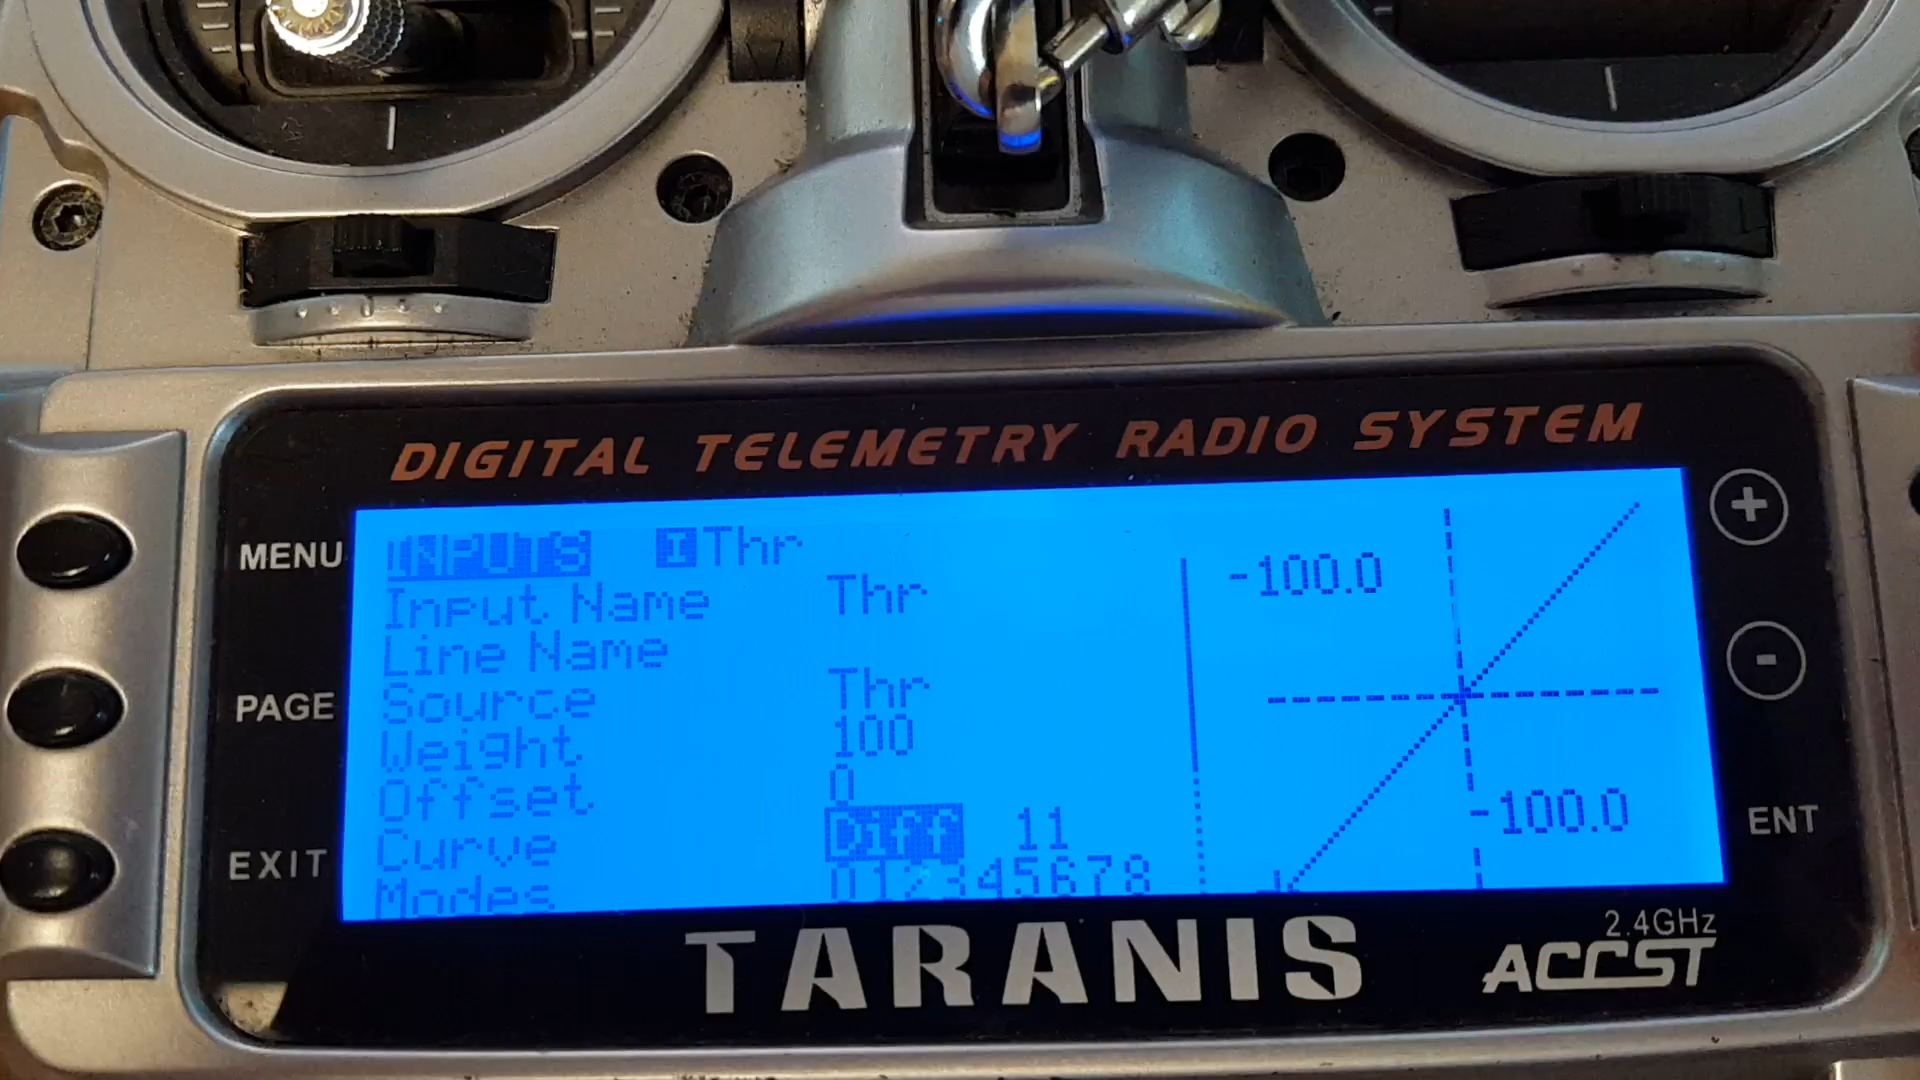 DIGITAL TELEMETRY RADIO SYSTEM
INPUTS I Thr
Input Name Thr
Line Name
Source Thr
Weight 100
Offset 0
Curve Diff 11
Modes 012345678
-100.0
-100.0
MENU
PAGE
EXIT
+
-
ENT
TARANIS
2.4GHz
ACCST